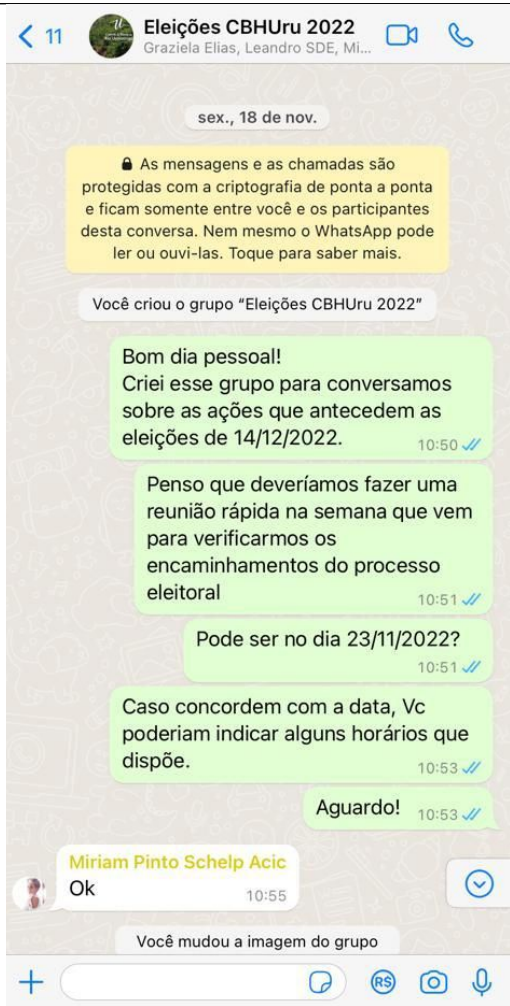 11
Eleições CBHUru 2022
Graziela Elias, Leandro SDE, Mi...
sex., 18 de nov.
As mensagens e as chamadas são
protegidas com a criptografia de ponta a ponta
e ficam somente entre você e os participantes
desta conversa. Nem mesmo o WhatsApp pode
ler ou ouvi-las. Toque para saber mais.
Você criou o grupo “Eleições CBHUru 2022”
Bom dia pessoal!
Criei esse grupo para conversamos
sobre as ações que antecedem as
eleições de 14/12/2022.
10:50
Penso que deveríamos fazer uma
reunião rápida na semana que vem
para verificarmos os
encaminhamentos do processo
eleitoral
10:51
Pode ser no dia 23/11/2022?
10:51
Caso concordem com a data, Vc
poderiam indicar alguns horários que
dispõe.
10:53
Aguardo! 10:53
Miriam Pinto Schelp Acic
Ok 10:55
Você mudou a imagem do grupo
R$